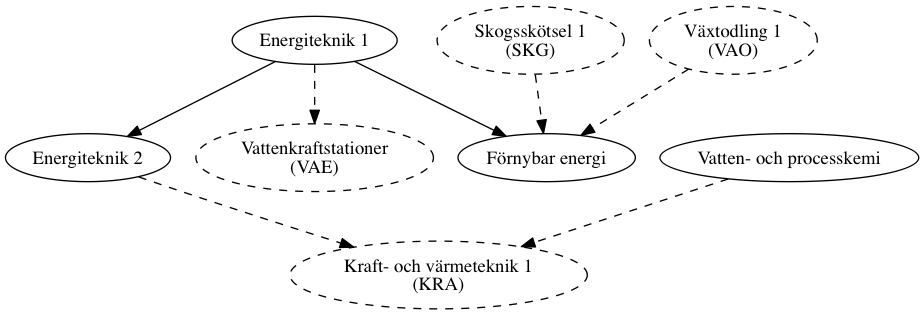 Energiteknik 1
Skogsskötsel 1
(SKG)
Växtodling 1
(VAO)
Energiteknik 2
Vattenkraftstationer
(VAE)
Förnybar energi
Vatten- och processkemi
Kraft- och värmeteknik 1
(KRA)